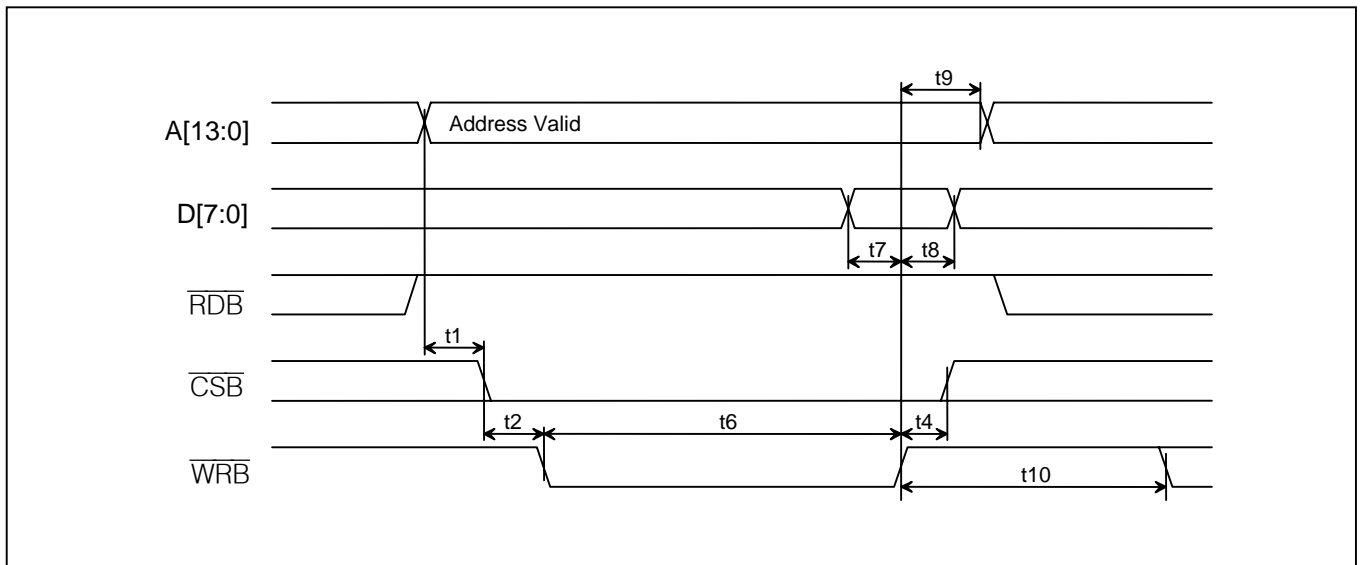 t9
A[13:0] Address Valid
D[7:0]
t7 t8
RDB
t1
CSB
t2 t6 t4
WRB
t10